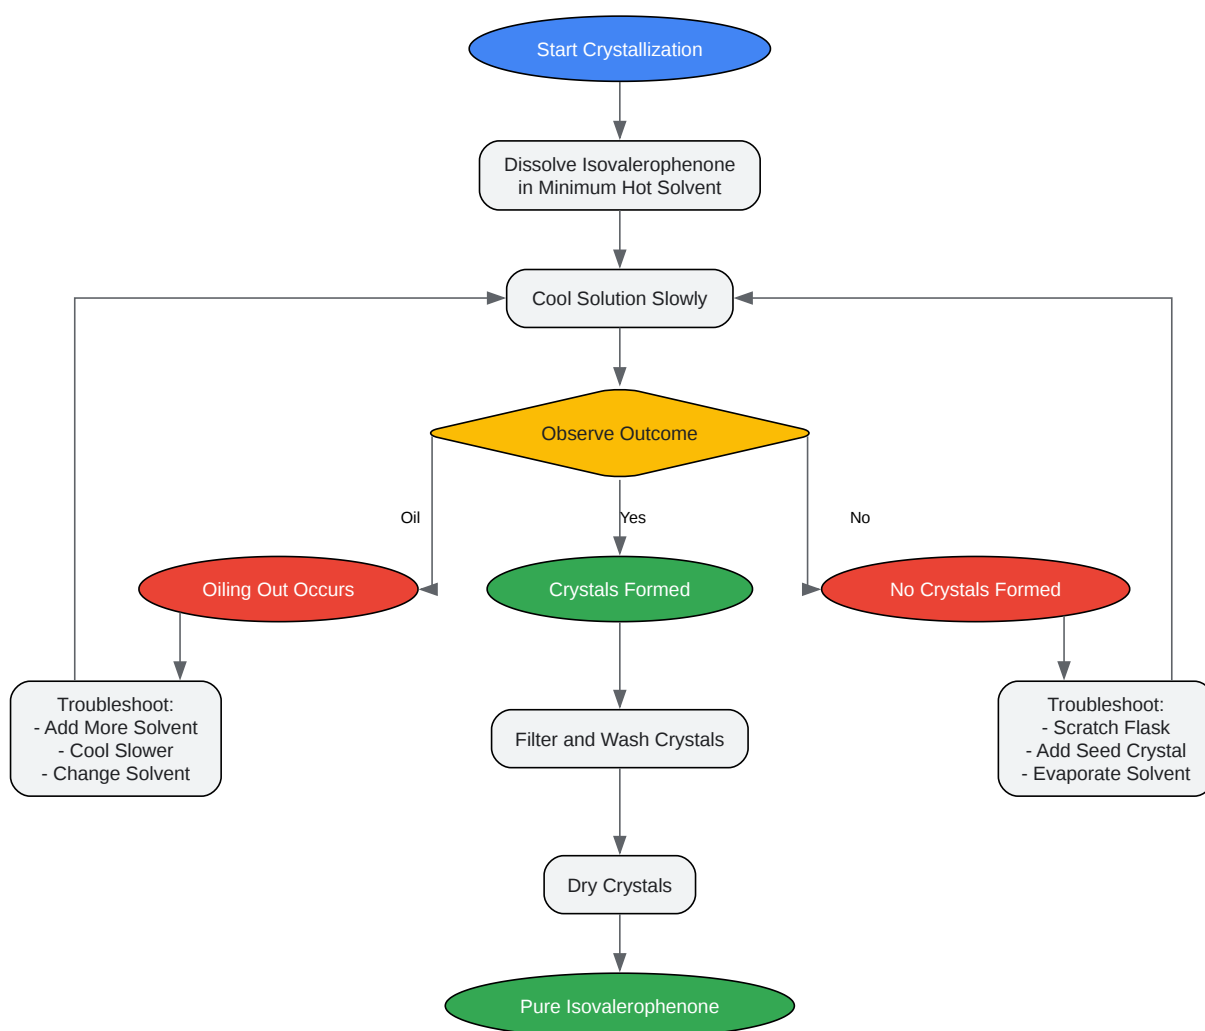 Start Crystallization
Dissolve Isovalerophenone
in Minimum Hot Solvent
Cool Solution Slowly
Observe Outcome
Oil
Yes
No
Oiling Out Occurs
Crystals Formed
No Crystals Formed
Troubleshoot:
- Add More Solvent
- Cool Slower
- Change Solvent
Filter and Wash Crystals
Troubleshoot:
- Scratch Flask
- Add Seed Crystal
- Evaporate Solvent
Dry Crystals
Pure Isovalerophenone